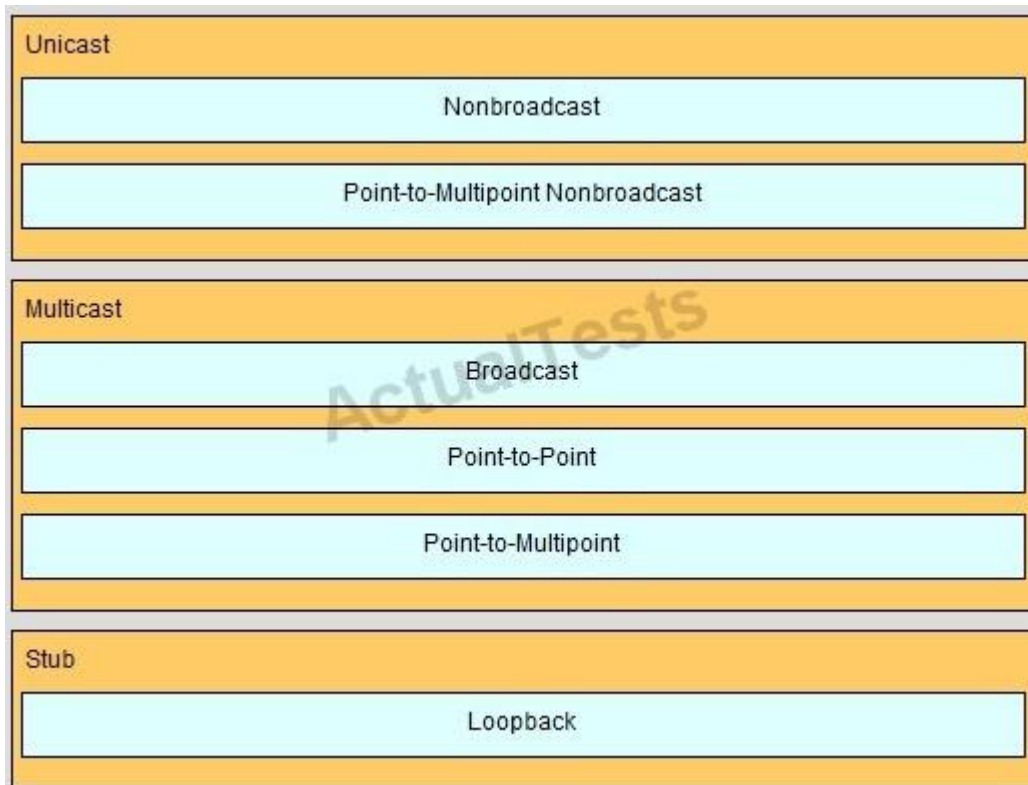 Unicast
Nonbroadcast
Point-to-Multipoint Nonbroadcast
Multicast
Broadcast
ActualTests
Point-to-Point
Point-to-Multipoint
Stub
Loopback